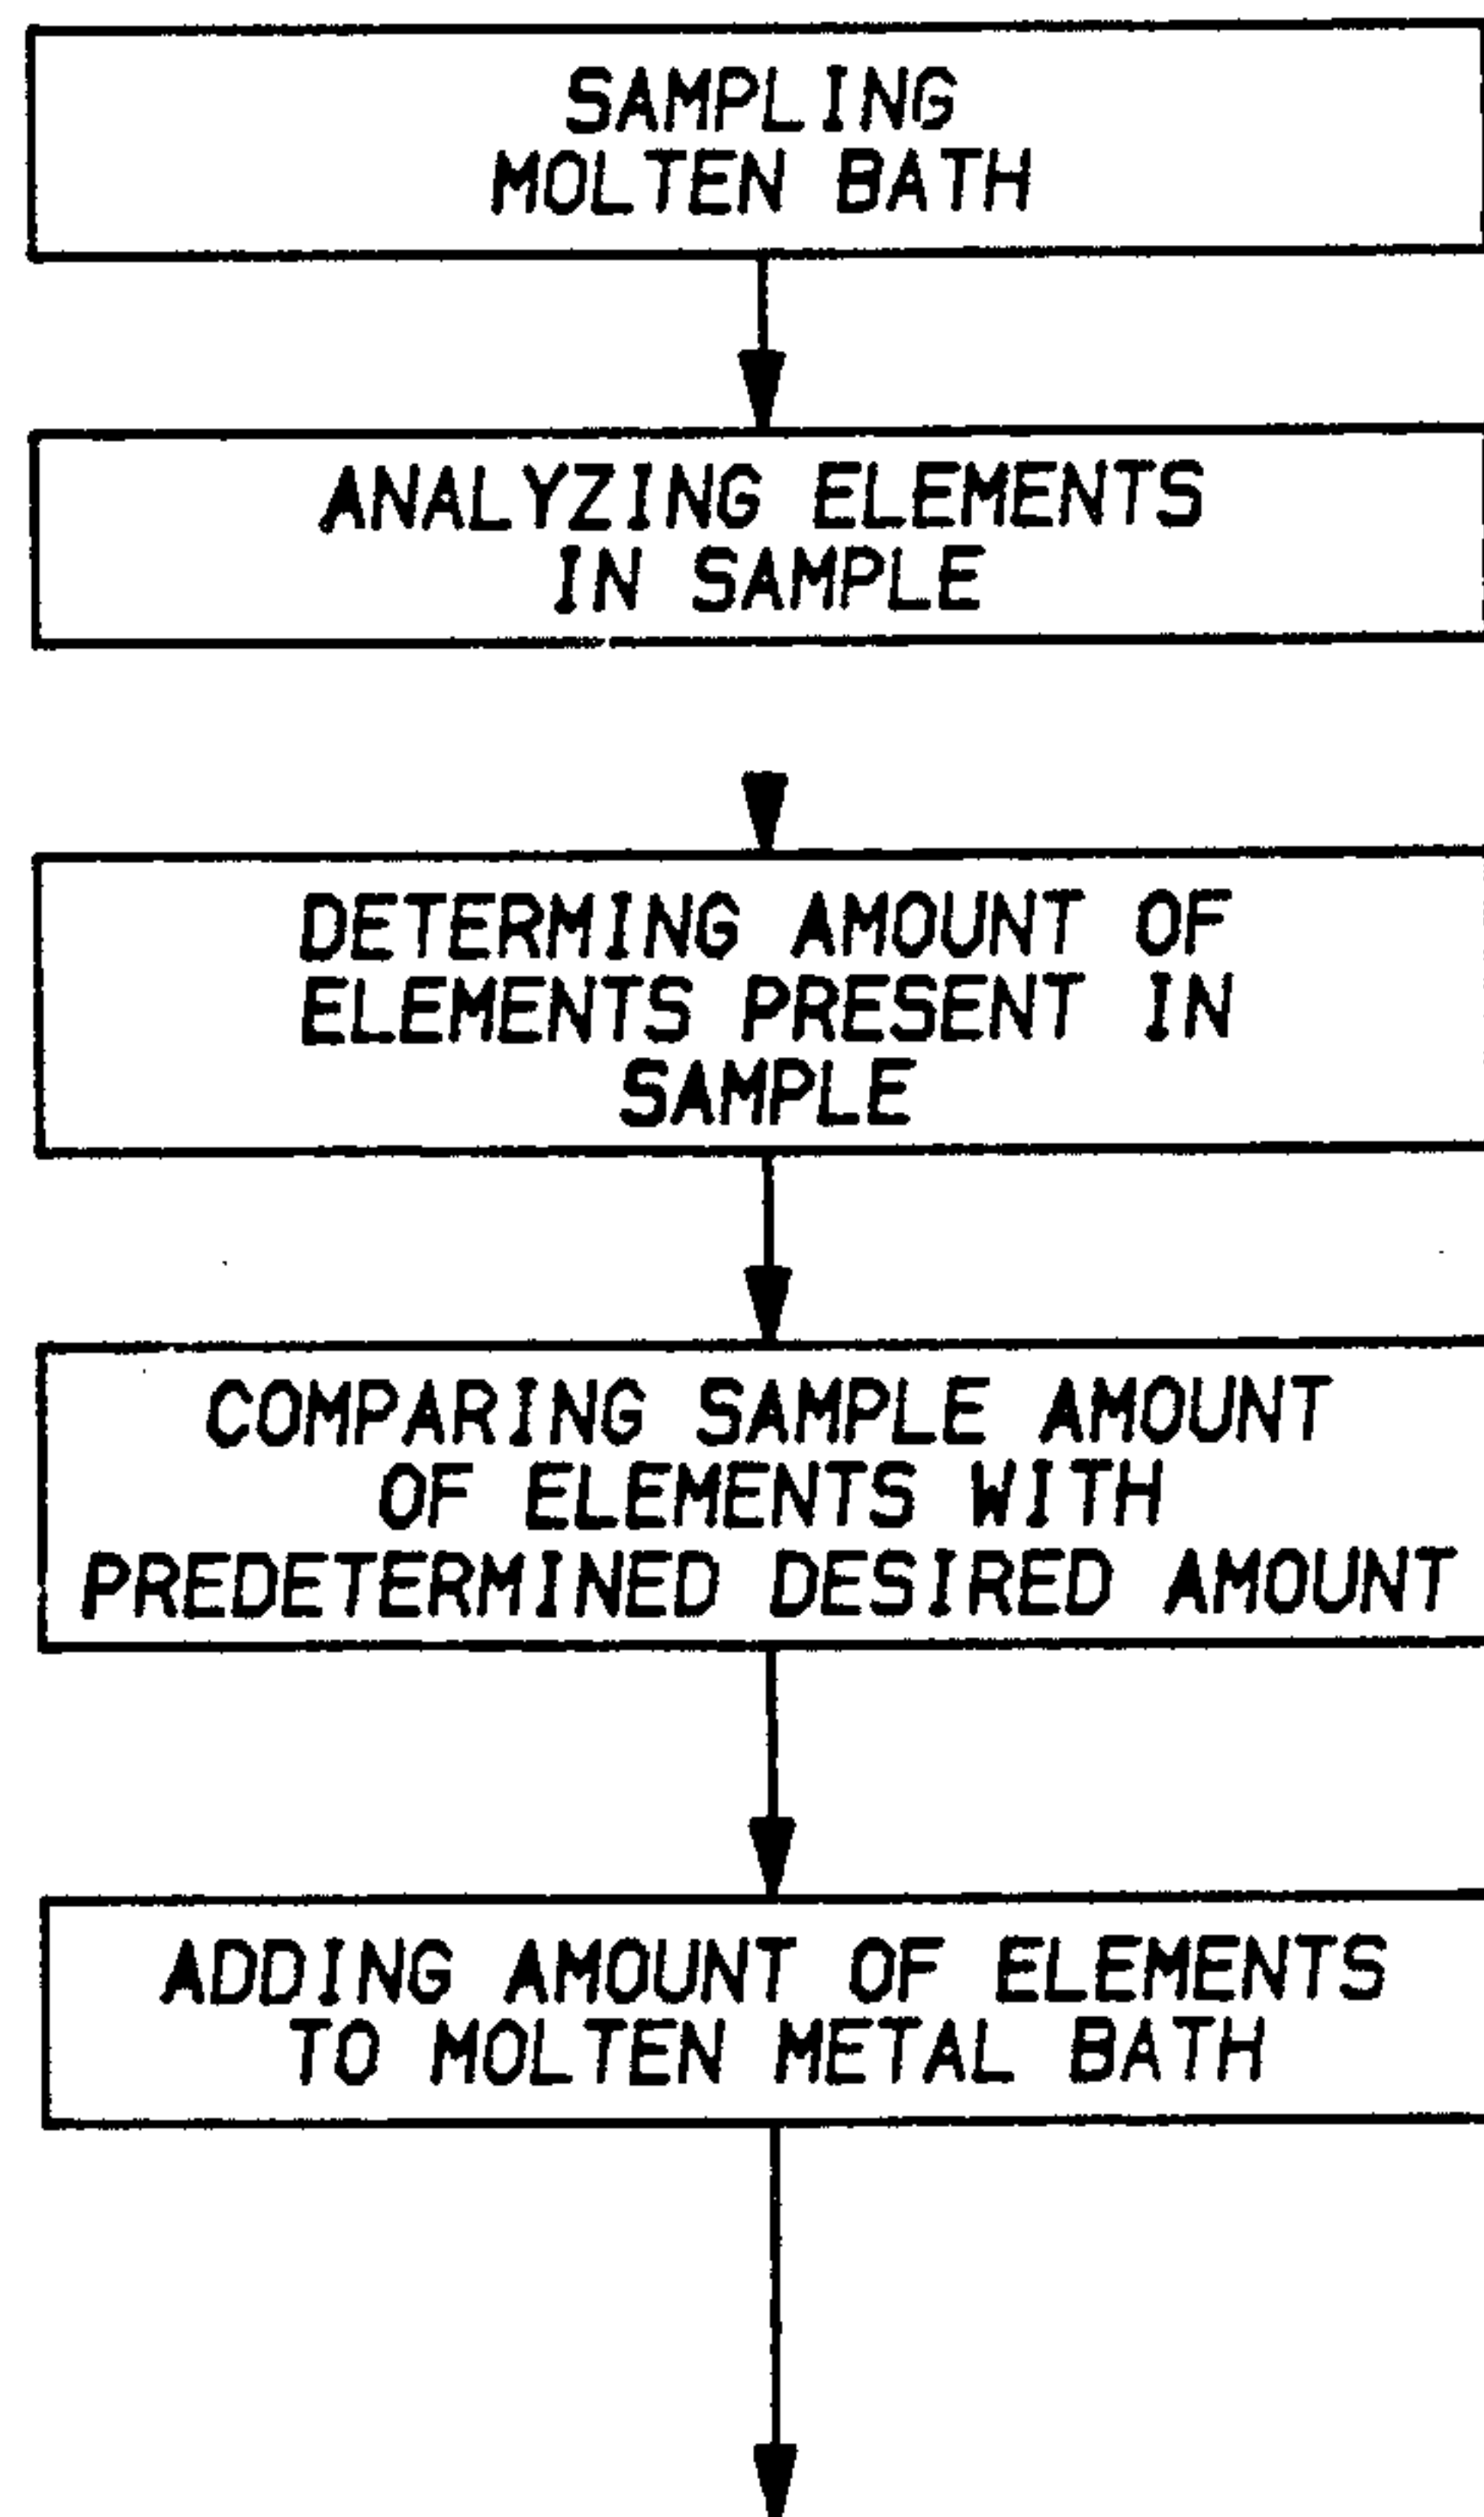 SAMPLING
MOLTEN BATH
ANALYZING ELEMENTS
IN SAMPLE
DETERMING AMOUNT OF
ELEMENTS PRESENT IN
SAMPLE
COMPARING SAMPLE AMOUNT
OF ELEMENTS WITH
PREDETERMINED DESIRED AMOUNT
ADDING AMOUNT OF ELEMENTS
TO MOLTEN METAL BATH